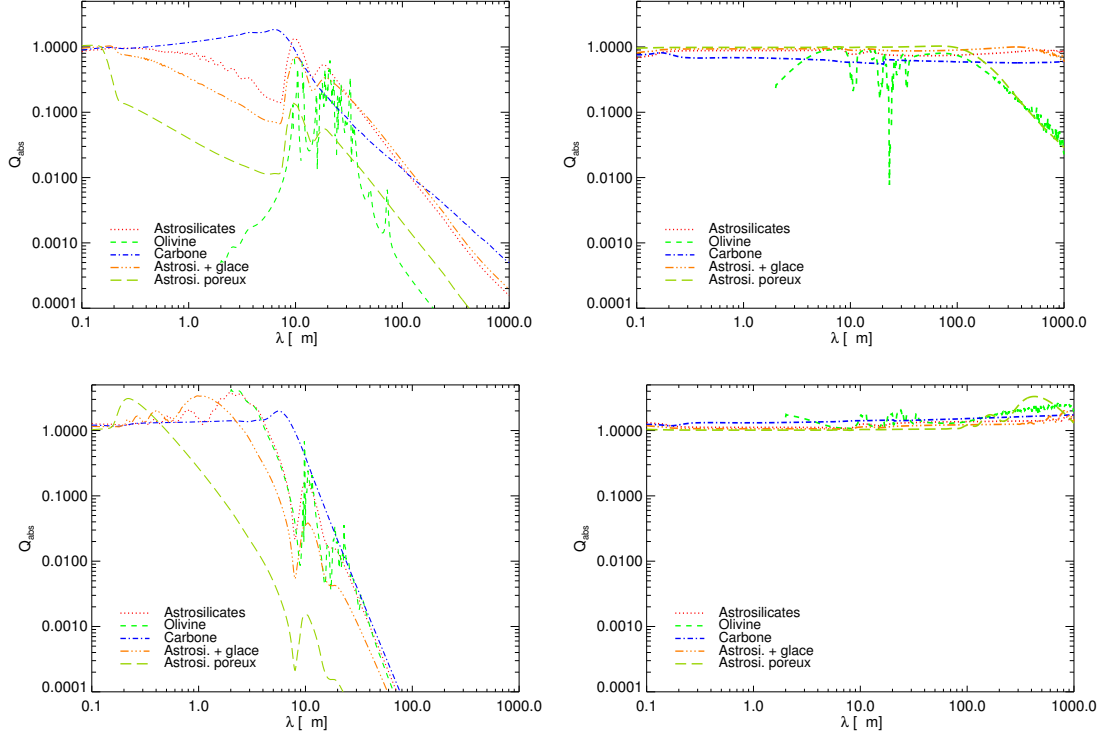 1.0000
0.1000
0.0100
0.0010
0.0001
Qabs
Astrosilicates
Olivine
Carbone
Astrosi. + glace
Astrosi. poreux
0.1 1.0 10.0 100.0 1000.0
λ [ m]
1.0000
0.1000
0.0100
0.0010
0.0001
Qabs
Astrosilicates
Olivine
Carbone
Astrosi. + glace
Astrosi. poreux
0.1 1.0 10.0 100.0 1000.0
λ [ m]
1.0000
0.1000
0.0100
0.0010
0.0001
Qabs
Astrosilicates
Olivine
Carbone
Astrosi. + glace
Astrosi. poreux
0.1 1.0 10.0 100.0 1000.0
λ [ m]
1.0000
0.1000
0.0100
0.0010
0.0001
Qabs
Astrosilicates
Olivine
Carbone
Astrosi. + glace
Astrosi. poreux
0.1 1.0 10.0 100.0 1000.0
λ [ m]